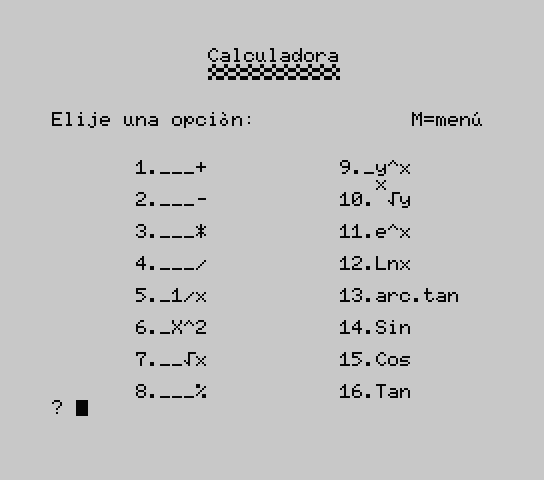 Calculadora
Elije una opciòn: M=menú
1.___+ 9._y^x
2.___- 10. x√y
3.___* 11.e^x
4.___/ 12.Lnx
5._1/x 13.arc.tan
6._X^2 14.Sin
7.__√x 15.Cos
8.___% 16.Tan
?